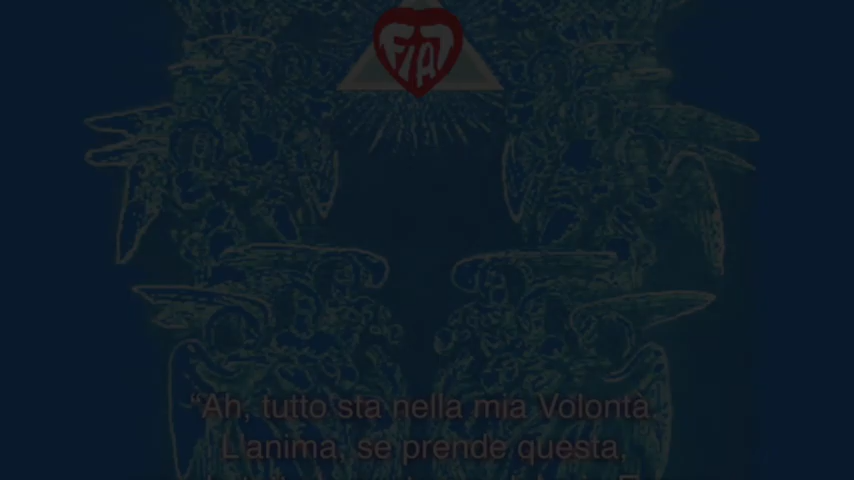 FIAT
“Ah, tutto sta nella mia Volontà.
L'anima, se prende questa,